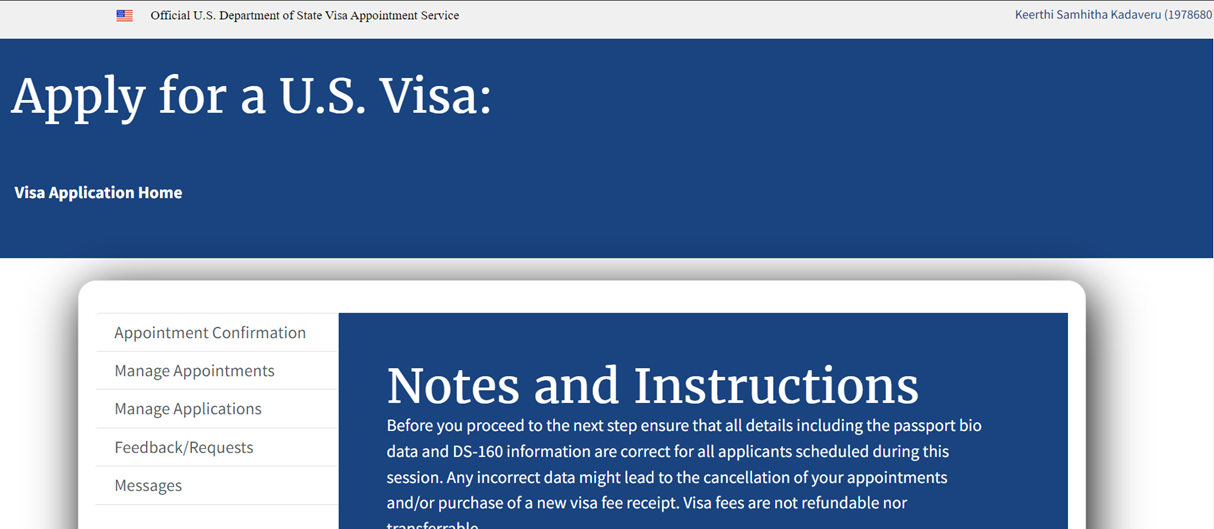 Official U.S. Department of State Visa Appointment Service
Keerthi Samhitha Kadaveru (1978680
Apply for a U.S. Visa:
Visa Application Home
Appointment Confirmation
Manage Appointments
Manage Applications
Feedback/Requests
Messages
Notes and Instructions
Before you proceed to the next step ensure that all details including the passport bio
data and DS-160 information are correct for all applicants scheduled during this
session. Any incorrect data might lead to the cancellation of your appointments
and/or purchase of a new visa fee receipt. Visa fees are not refundable nor
transferrable.